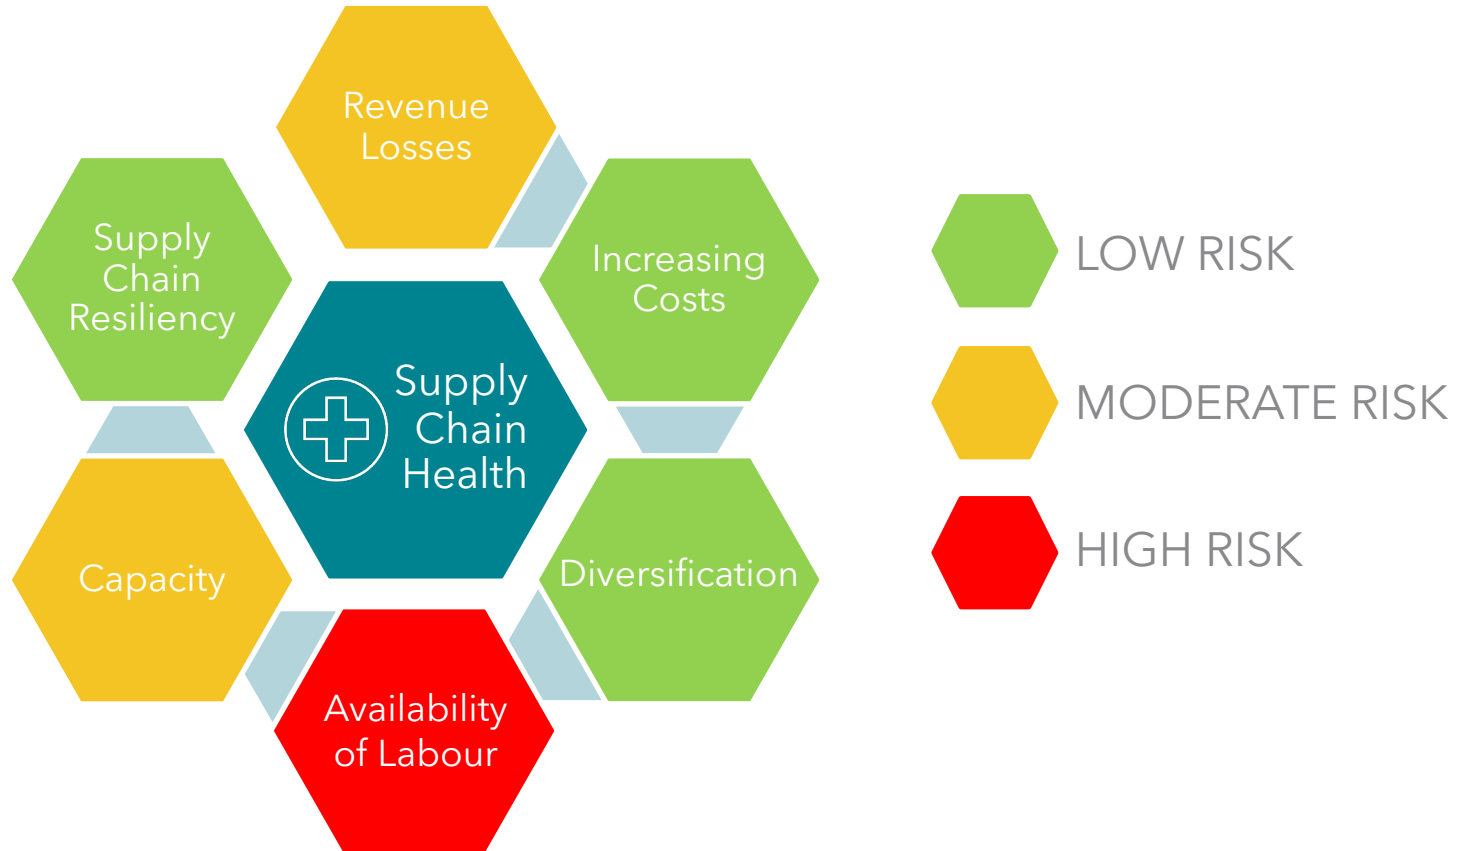 Revenue
Losses
Supply
Chain
Resiliency
Increasing
Costs
Supply
Chain
Health
Capacity
Diversification
Availability
of Labour
LOW RISK
MODERATE RISK
HIGH RISK